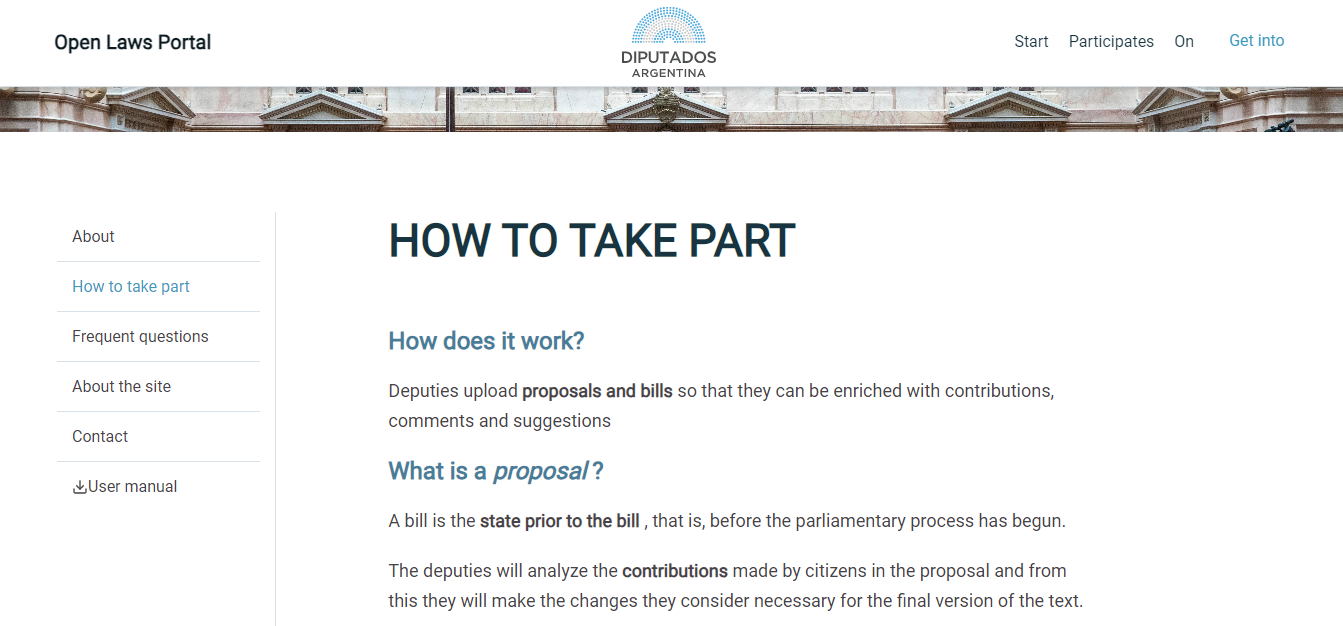 Open Laws Portal
DIPUTADOS
ARGENTINA
Start
Participates
On
Get into
About
How to take part
Frequent questions
About the site
Contact
User manual
HOW TO TAKE PART
How does it work?
Deputies upload proposals and bills so that they can be enriched with contributions,
comments and suggestions
What is a proposal ?
A bill is the state prior to the bill , that is, before the parliamentary process has begun.
The deputies will analyze the contributions made by citizens in the proposal and from
this they will make the changes they consider necessary for the final version of the text.